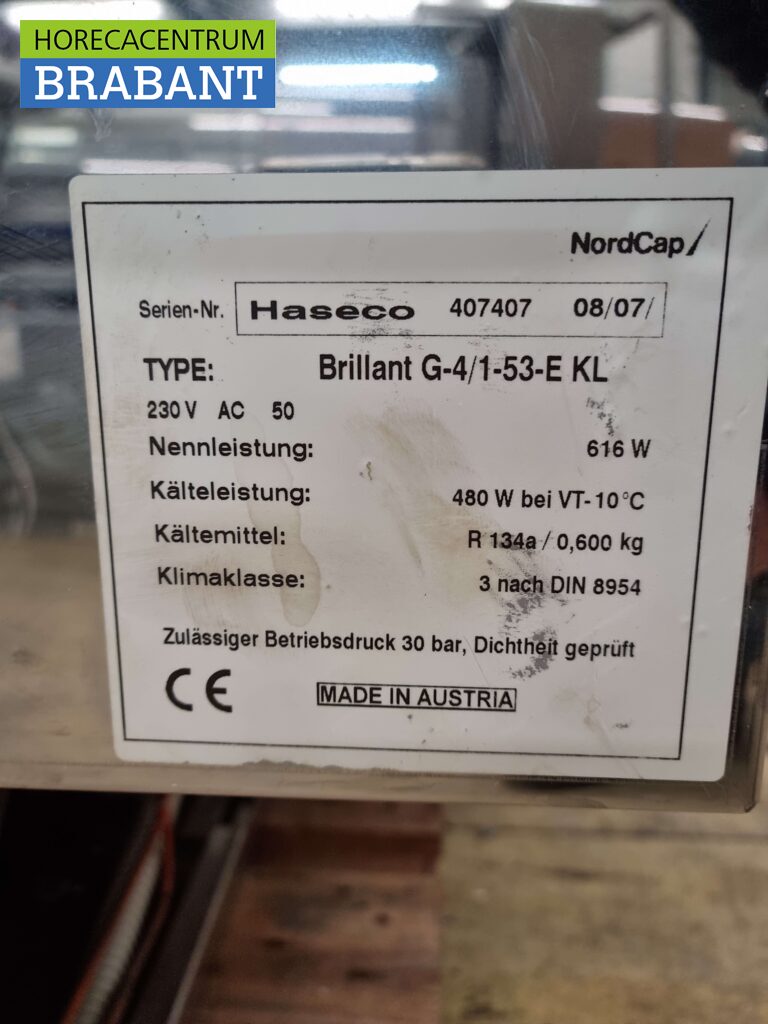 HORECACENTRUM
BRABANT
NordCap
Serien-Nr. Haseco 407407 08/07/
TYPE: Brillant G-4/1-53-E KL
230 V AC 50
Nennleistung: 616 W
Kälteleistung: 480 W bei VT-10°C
Kältemittel: R 134a / 0,600 kg
Klimaklasse: 3 nach DIN 8954
Zulässiger Betriebsdruck 30 bar, Dichtheit geprüft
CE MADE IN AUSTRIA